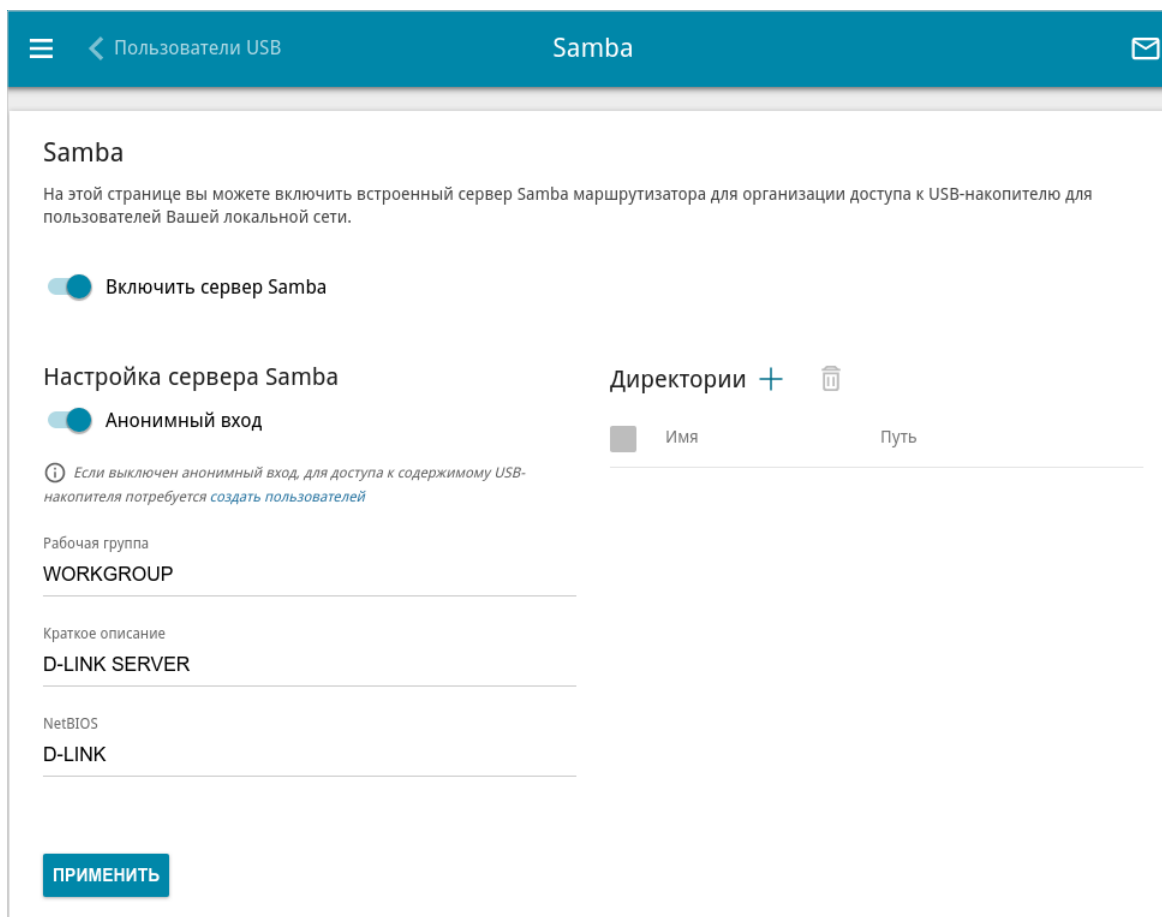 Пользователи USB
Samba
Samba
На этой странице вы можете включить встроенный сервер Samba маршрутизатора для организации доступа к USB-накопителю для
пользователей Вашей локальной сети.
Включить сервер Samba
Настройка сервера Samba
Анонимный вход
Если выключен анонимный вход, для доступа к содержимому USB-
накопителя потребуется создать пользователей
Рабочая группа
WORKGROUP
Краткое описание
D-LINK SERVER
NetBIOS
D-LINK
ПРИМЕНИТЬ
Директории
Имя Путь